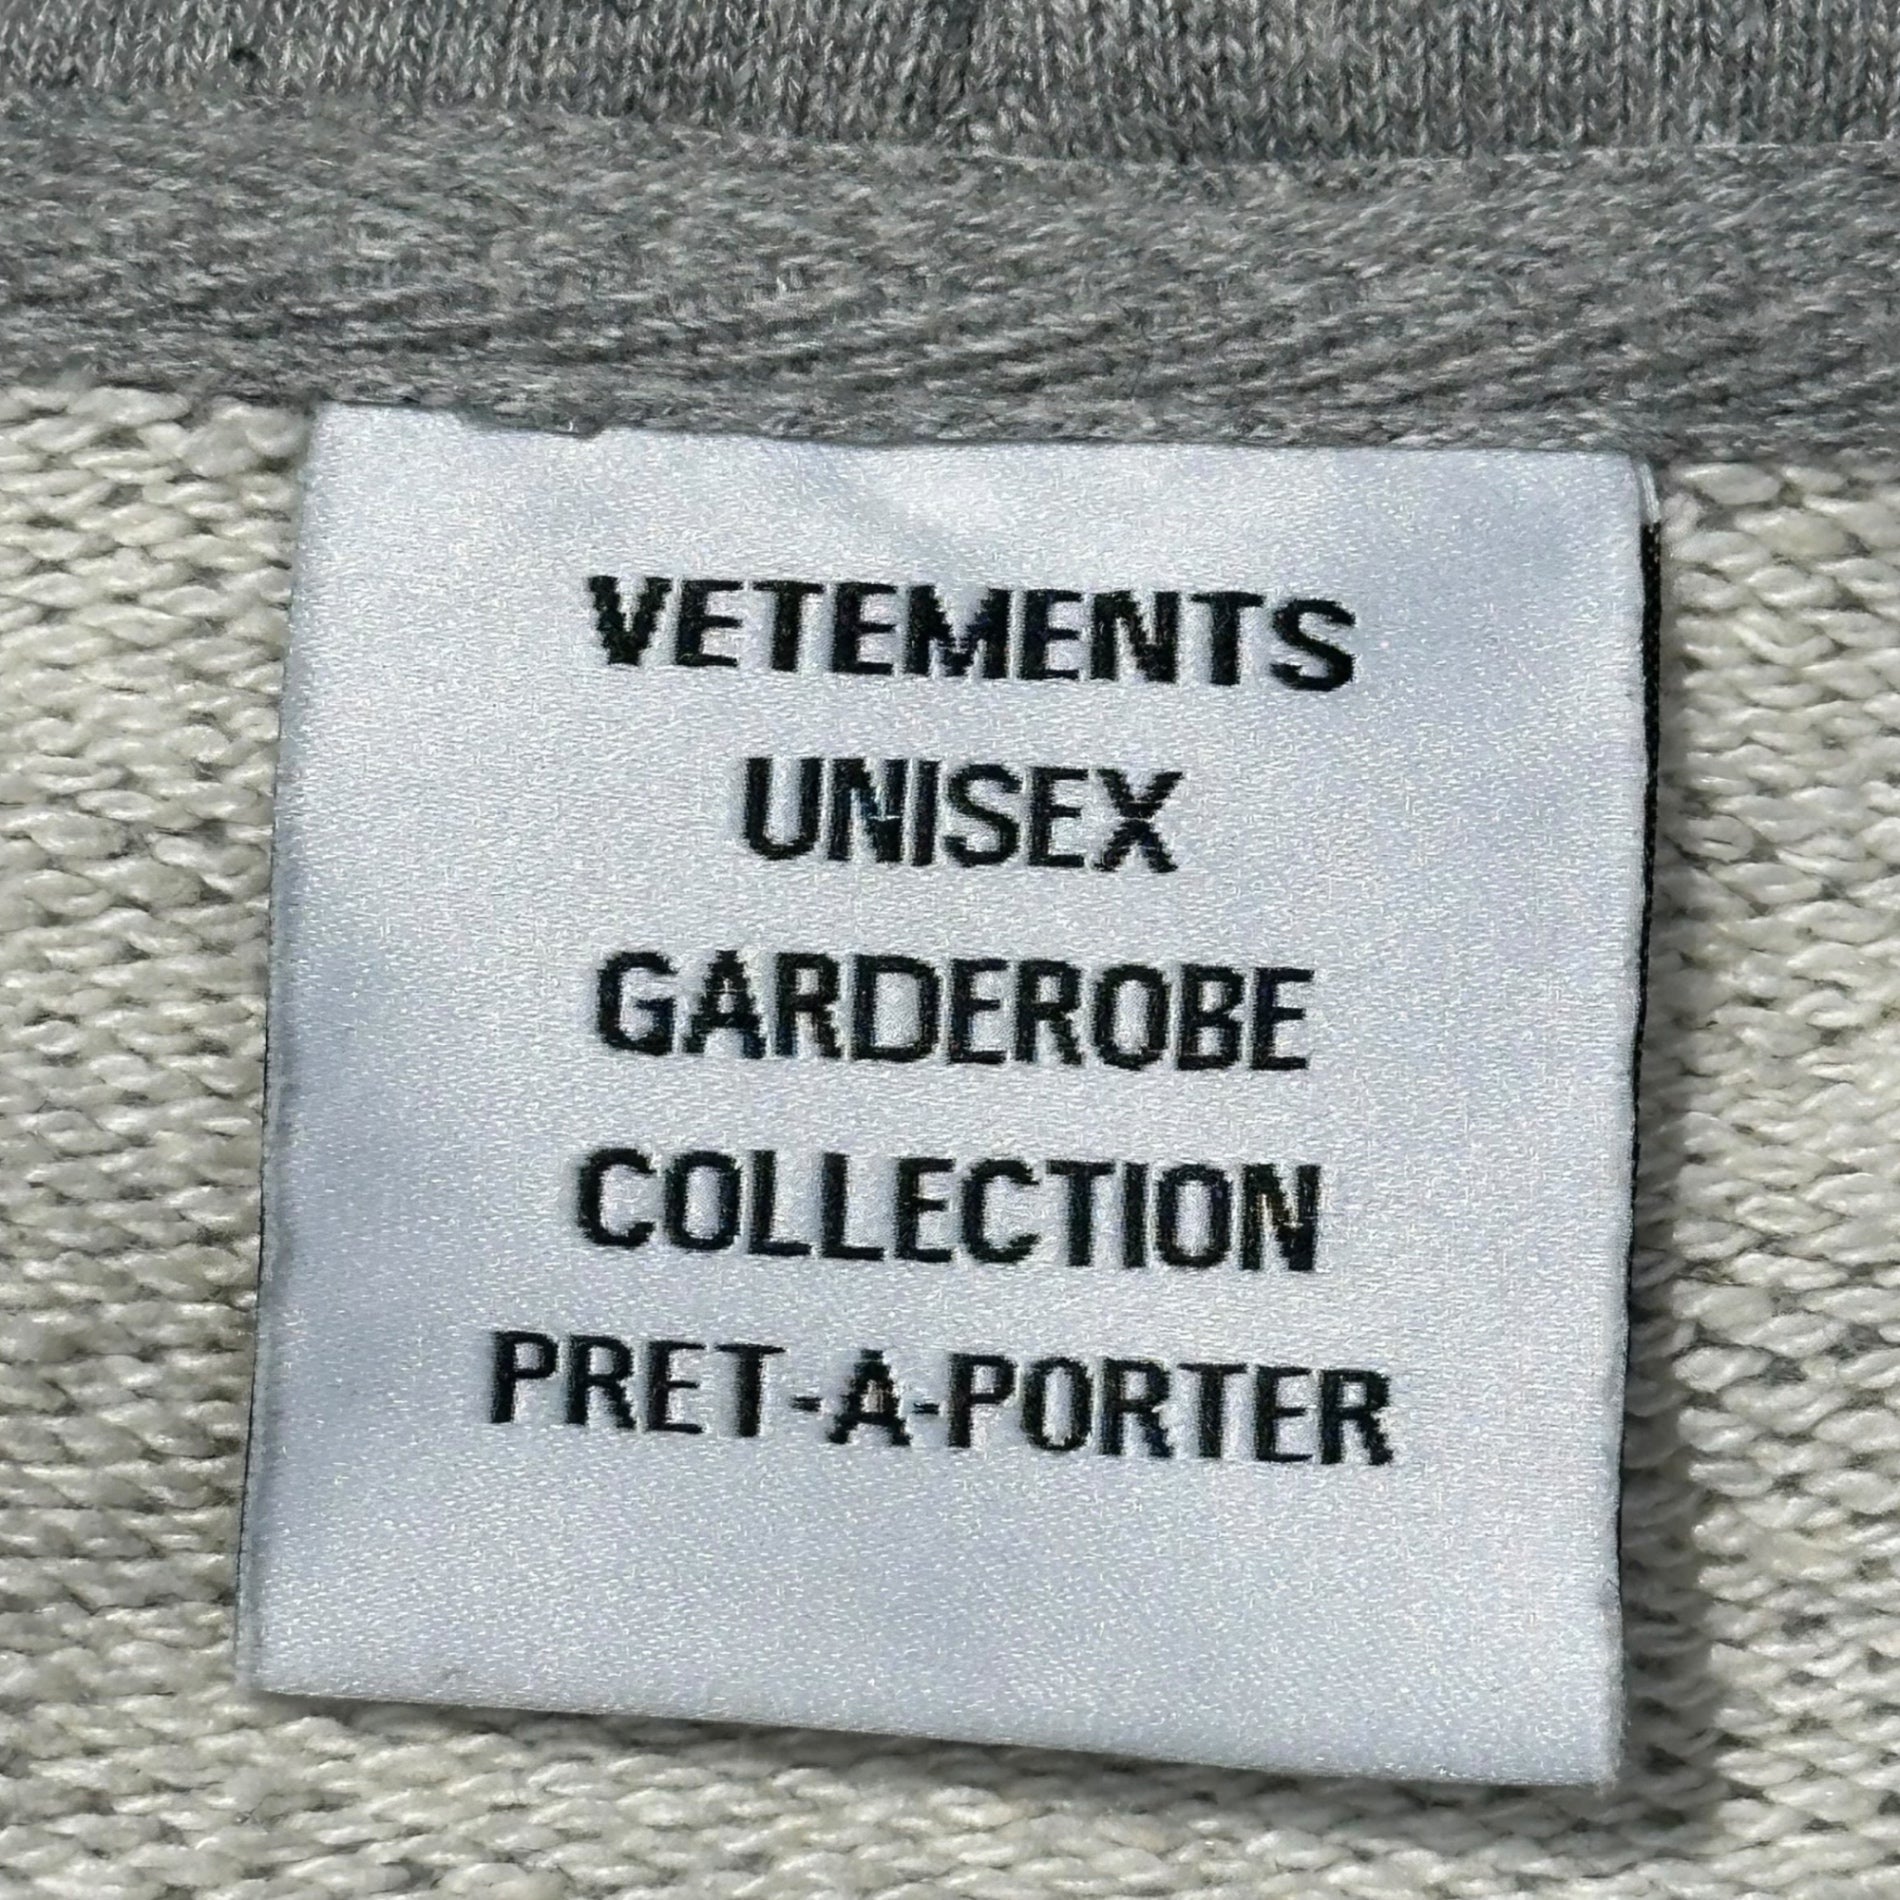 VETEMENTS
UNISEX
GARDEROBE
COLLECTION
PRET-A-PORTER